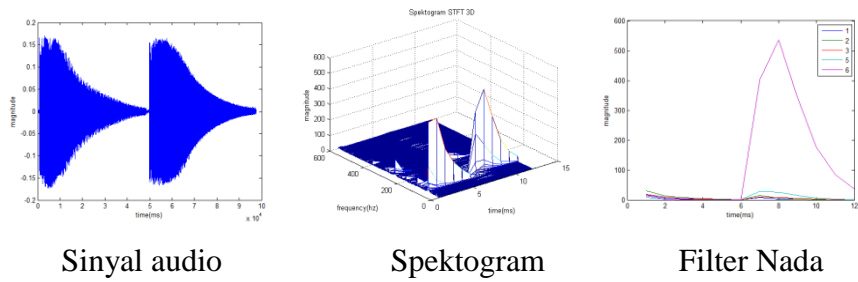 0.2
0.15
0.1
0.05
0
-0.05
-0.1
-0.15
-0.2
magnitude
0 1 2 3 4 5 6 7 8 9 10
time(ms)
x 10^4
Sinyal audio
Spektogram STFT 3D
600
500
400
300
200
100
0
magnitude
600
400
200
0
frequency(hz)
0
5
10
15
time(ms)
Spektogram
600
500
400
300
200
100
0
magnitude
0 2 4 6 8 10 12
time(ms)
1
2
3
5
6
Filter Nada